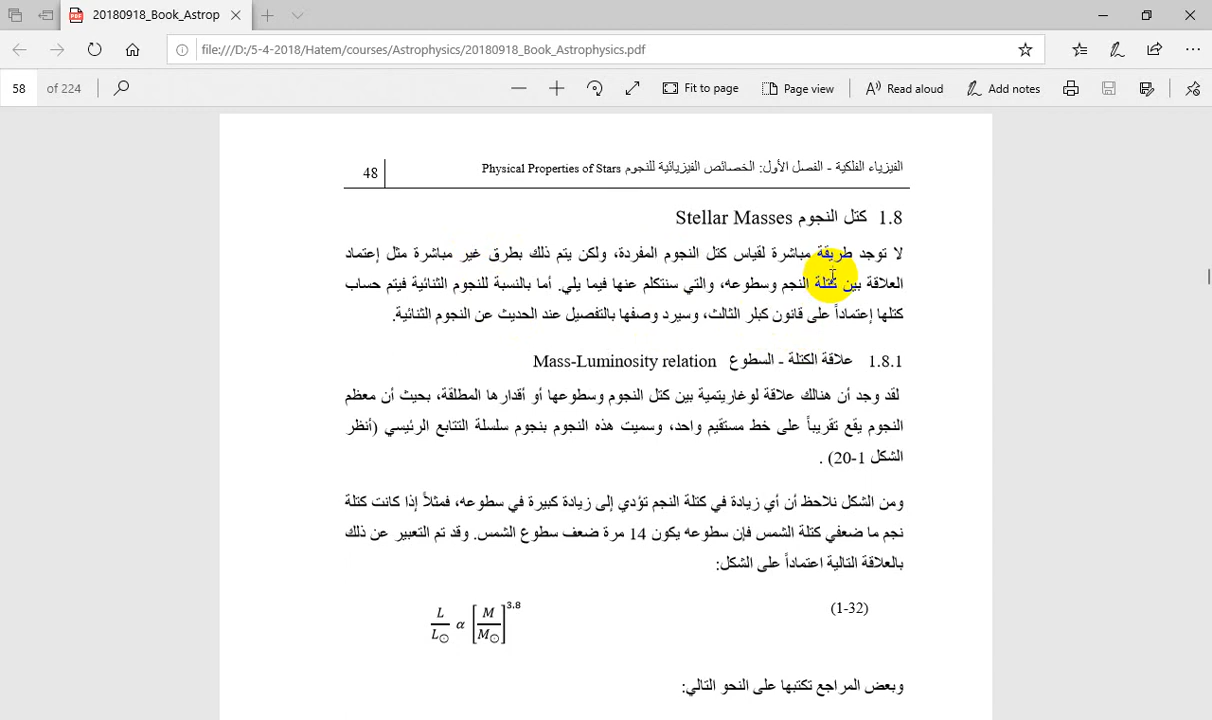 20180918_Book_Astrop
file:///D:/5-4-2018/Hatem/courses/Astrophysics/20180918_Book_Astrophysics.pdf
58 of 224
Fit to page
Page view
Read aloud
Add notes
الفيزياء الفلكية - الفصل الأول: الخصائص الفيزيائية للنجوم Physical Properties of Stars
48
1.8 كتل النجوم Stellar Masses
لا توجد طريقة مباشرة لقياس كتل النجوم المفردة، ولكن يتم ذلك بطرق غير مباشرة مثل إعتماد
العلاقة بين كتلة النجم وسطوعه، والتي سنتكلم عنها فيما يلي. أما بالنسبة للنجوم الثنائية فيتم حساب
كتلها إعتماداً على قانون كبلر الثالث، وسيرد وصفها بالتفصيل عند الحديث عن النجوم الثنائية.
1.8.1 علاقة الكتلة - السطوع Mass-Luminosity relation
لقد وجد أن هنالك علاقة لوغاريتمية بين كتل النجوم وسطوعها أو أقدارها المطلقة، بحيث أن معظم
النجوم يقع تقريباً على خط مستقيم واحد، وسميت هذه النجوم بنجوم سلسلة التتابع الرئيسي (أنظر
الشكل 1-20) .
ومن الشكل نلاحظ أن أي زيادة في كتلة النجم تؤدي إلى زيادة كبيرة في سطوعه، فمثلاً إذا كانت كتلة
نجم ما ضعفي كتلة الشمس فإن سطوعه يكون 14 مرة ضعف سطوع الشمس. وقد تم التعبير عن ذلك
بالعلاقة التالية اعتماداً على الشكل:
L/L⊙ α [M/M⊙]^3.8 (1-32)
وبعض المراجع تكتبها على النحو التالي: